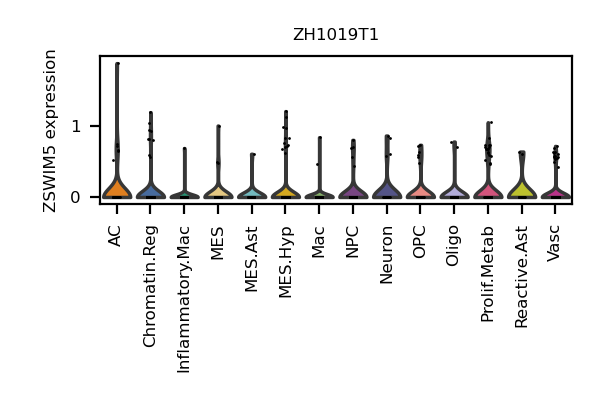 ZH1019T1
ZSWIM5 expression
1
0
AC
Chromatin.Reg
Inflammatory.Mac
MES
MES.Ast
MES.Hyp
Mac
NPC
Neuron
OPC
Oligo
Prolif.Metab
Reactive.Ast
Vasc